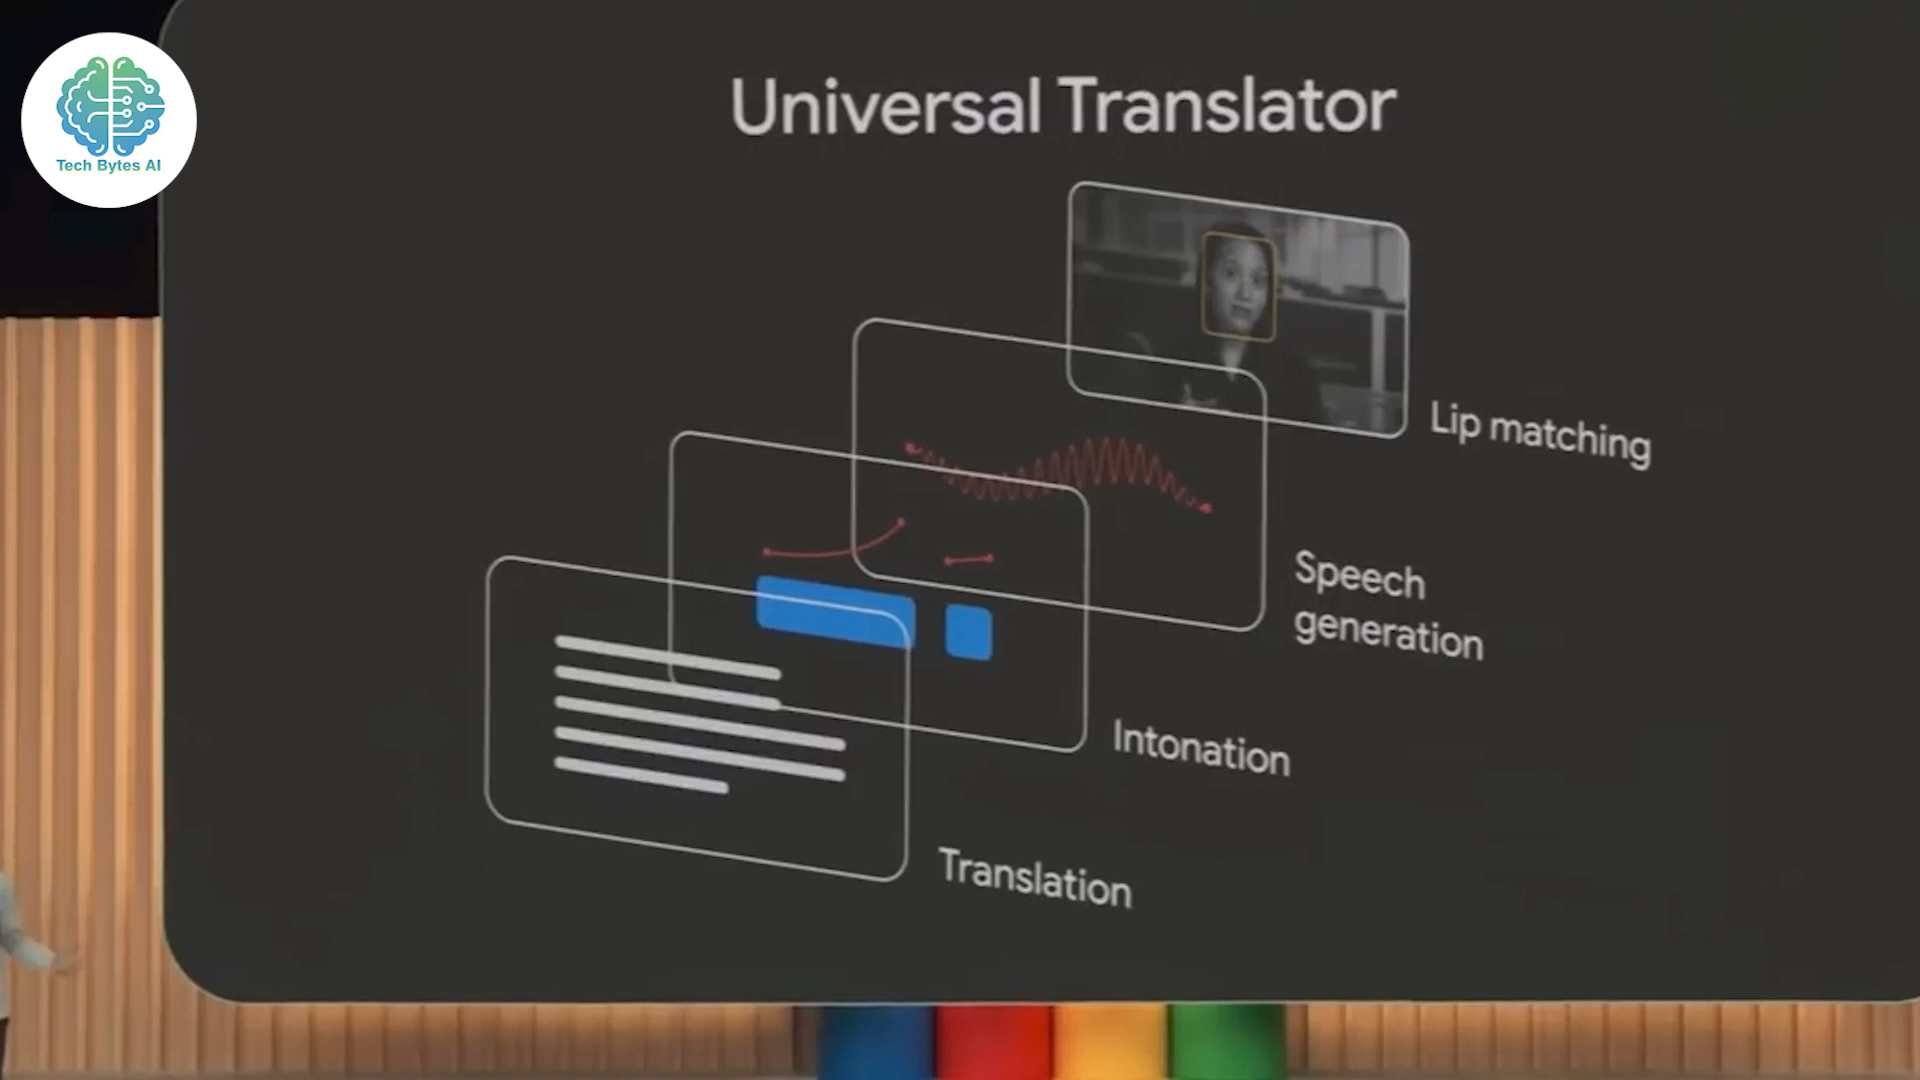 Tech Bytes AI
Universal Translator
Lip matching
Speech
generation
Intonation
Translation